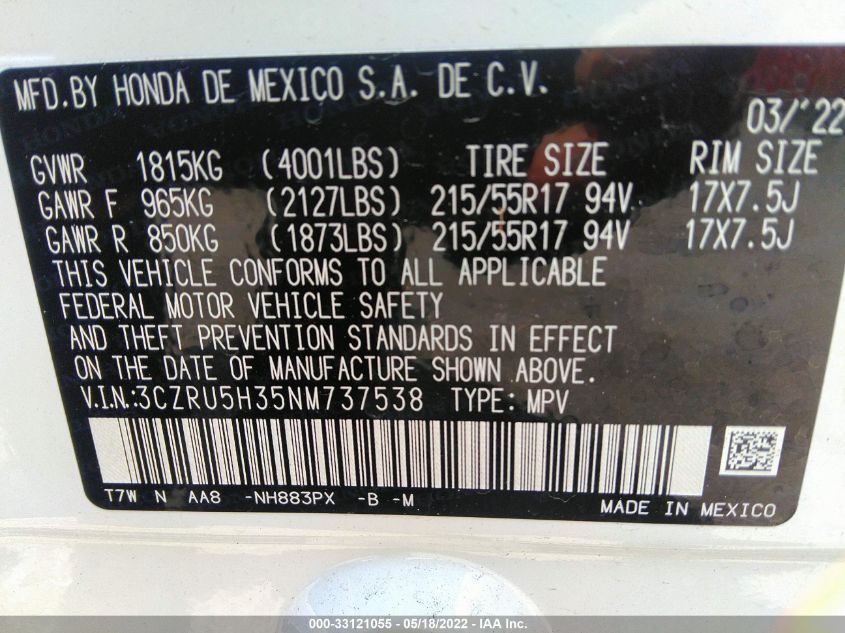 MFD.BY HONDA DE MEXICO S.A. DE C.V.
03/'22
GVWR 1815KG (4001LBS) TIRE SIZE RIM SIZE
GAWR F 965KG (2127LBS) 215/55R17 94V 17X7.5J
GAWR R 850KG (1873LBS) 215/55R17 94V 17X7.5J
THIS VEHICLE CONFORMS TO ALL APPLICABLE
FEDERAL MOTOR VEHICLE SAFETY
AND THEFT PREVENTION STANDARDS IN EFFECT
ON THE DATE OF MANUFACTURE SHOWN ABOVE.
V.I.N.:3CZRU5H35NM737538 TYPE: MPV
T7W N AA8 -NH883PX -B -M
MADE IN MEXICO
000-33121055 - 05/18/2022 - IAA Inc.